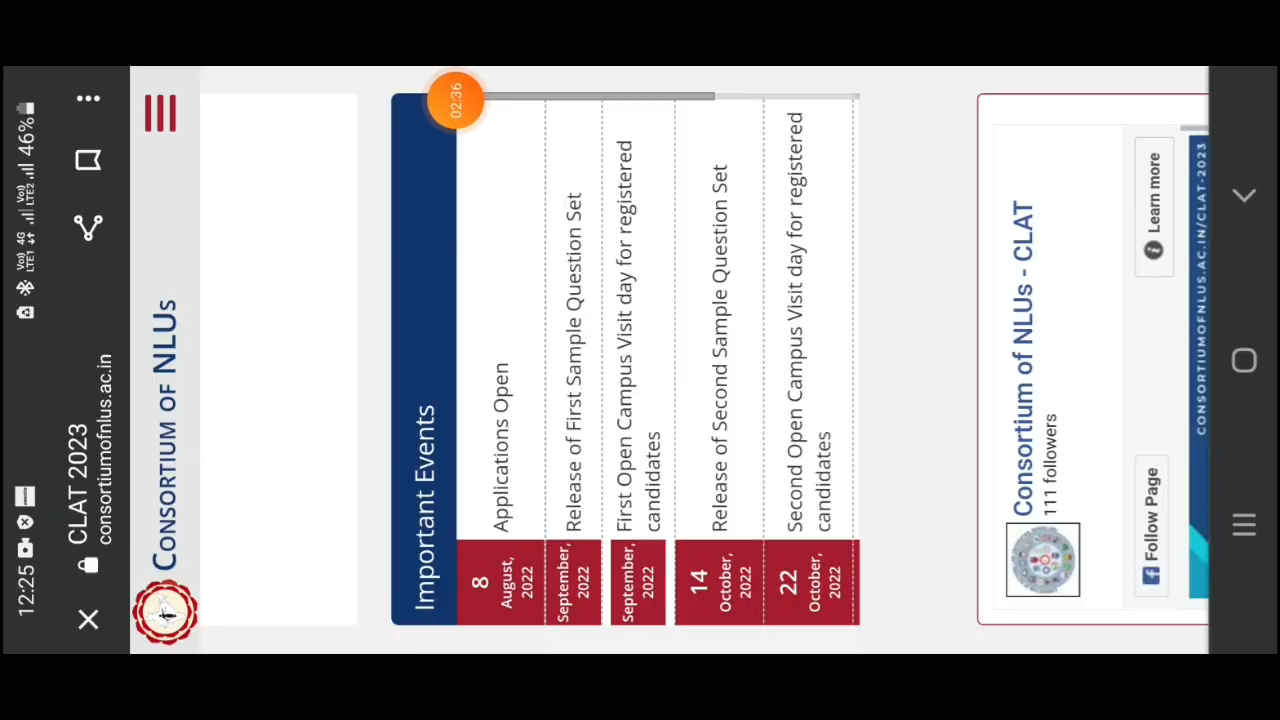 12:25
46%
CLAT 2023
consortiumofnlus.ac.in
CONSORTIUM OF NLUS
02:36
Important Events
8
August,
2022
Applications Open
September,
2022
Release of First Sample Question Set
September,
2022
First Open Campus Visit day for registered
candidates
14
October,
2022
Release of Second Sample Question Set
22
October,
2022
Second Open Campus Visit day for registered
candidates
Consortium of NLUs - CLAT
111 followers
Follow Page
Learn more
CONSORTIUMOFNLUS.AC.IN/CLAT-2023